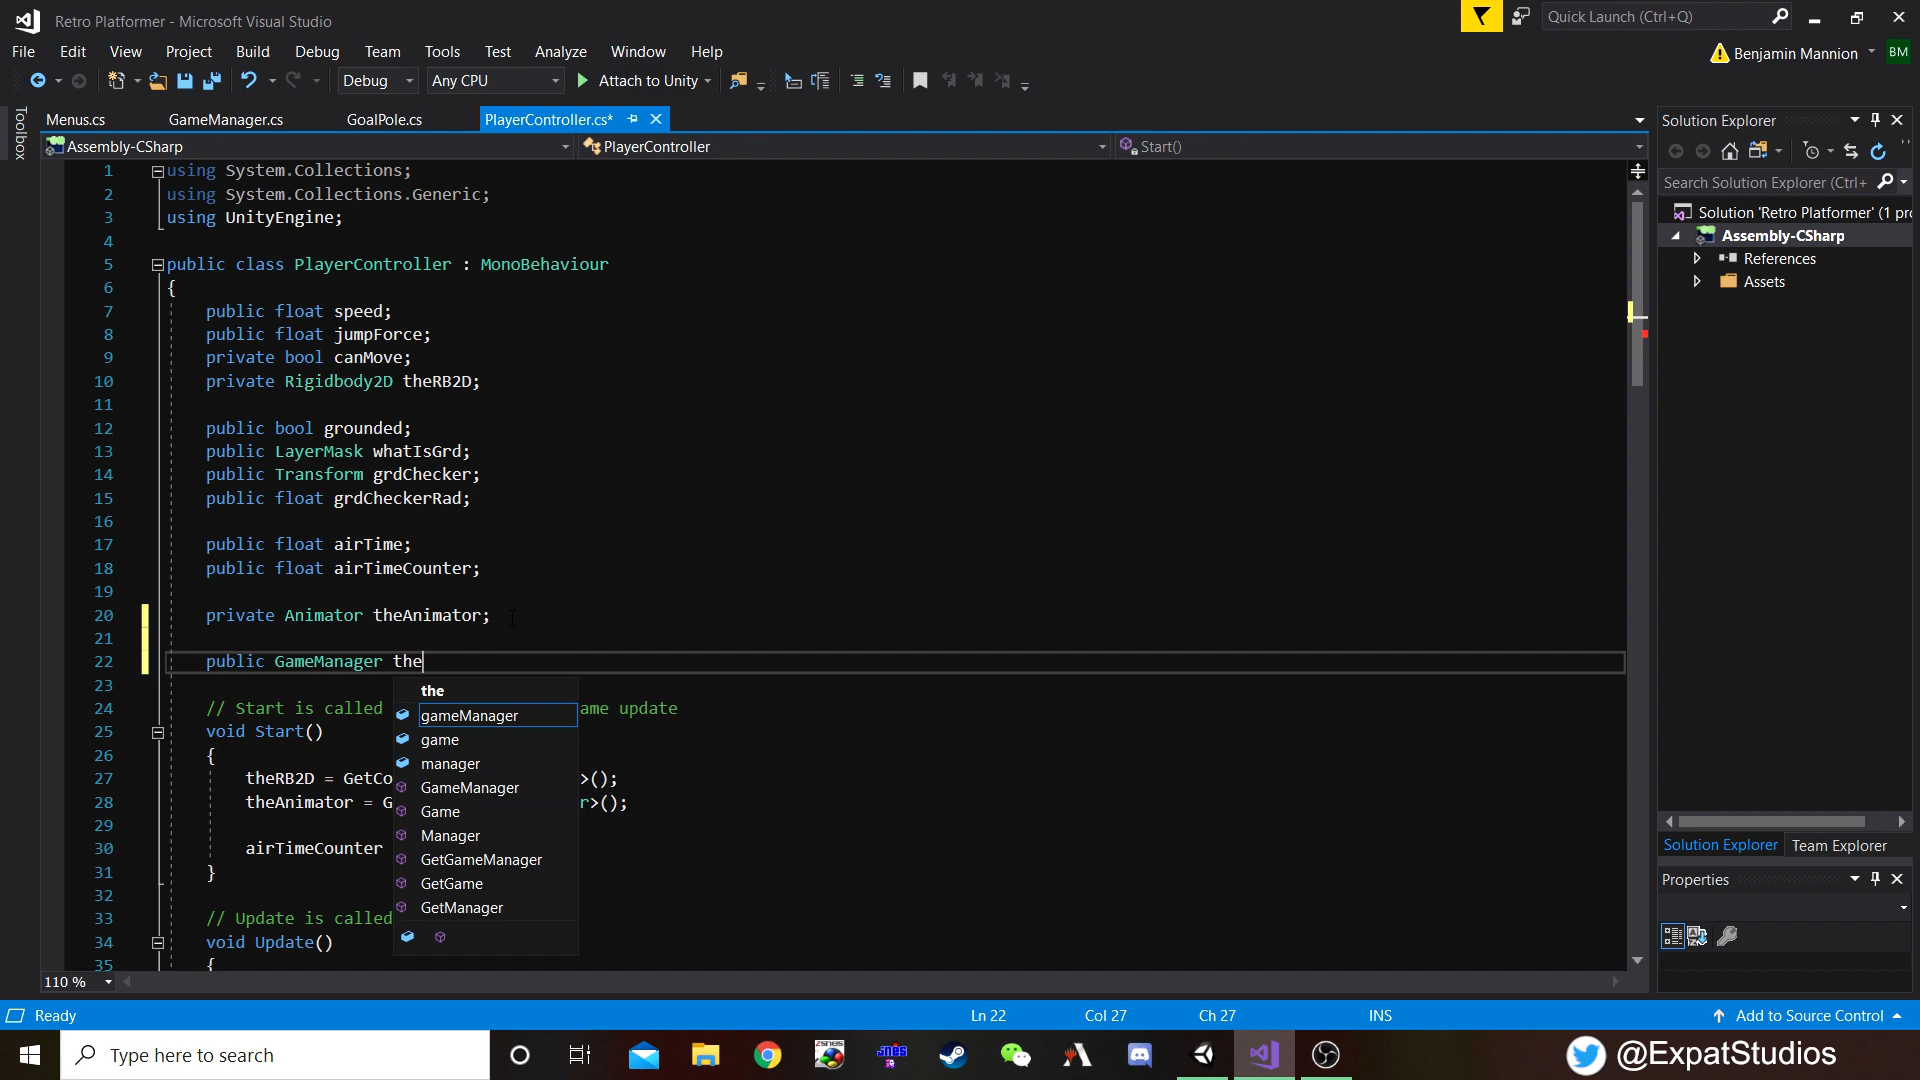 Retro Platformer - Microsoft Visual Studio
Quick Launch (Ctrl+Q)
File Edit View Project Build Debug Team Tools Test Analyze Window Help
Benjamin Mannion BM
Debug Any CPU Attach to Unity
Toolbox
Menus.cs GameManager.cs GoalPole.cs PlayerController.cs*
Assembly-CSharp PlayerController Start()
1 using System.Collections;
2 using System.Collections.Generic;
3 using UnityEngine;
4
5 public class PlayerController : MonoBehaviour
6 {
7 public float speed;
8 public float jumpForce;
9 private bool canMove;
10 private Rigidbody2D theRB2D;
11
12 public bool grounded;
13 public LayerMask whatIsGrd;
14 public Transform grdChecker;
15 public float grdCheckerRad;
16
17 public float airTime;
18 public float airTimeCounter;
19
20 private Animator theAnimator;
21
22 public GameManager the
23
24 // Start is called ame update
25 void Start()
26 {
27 theRB2D = GetCo >();
28 theAnimator = G r>();
29
30 airTimeCounter
31 }
32
33 // Update is called
34 void Update()
35 {
the
gameManager
game
manager
GameManager
Game
Manager
GetGameManager
GetGame
GetManager
110 %
Solution Explorer
Search Solution Explorer (Ctrl+
Solution 'Retro Platformer' (1 pro
Assembly-CSharp
References
Assets
Solution Explorer Team Explorer
Properties
Ready Ln 22 Col 27 Ch 27 INS Add to Source Control
Type here to search
ZSNES
jnes
@ExpatStudios